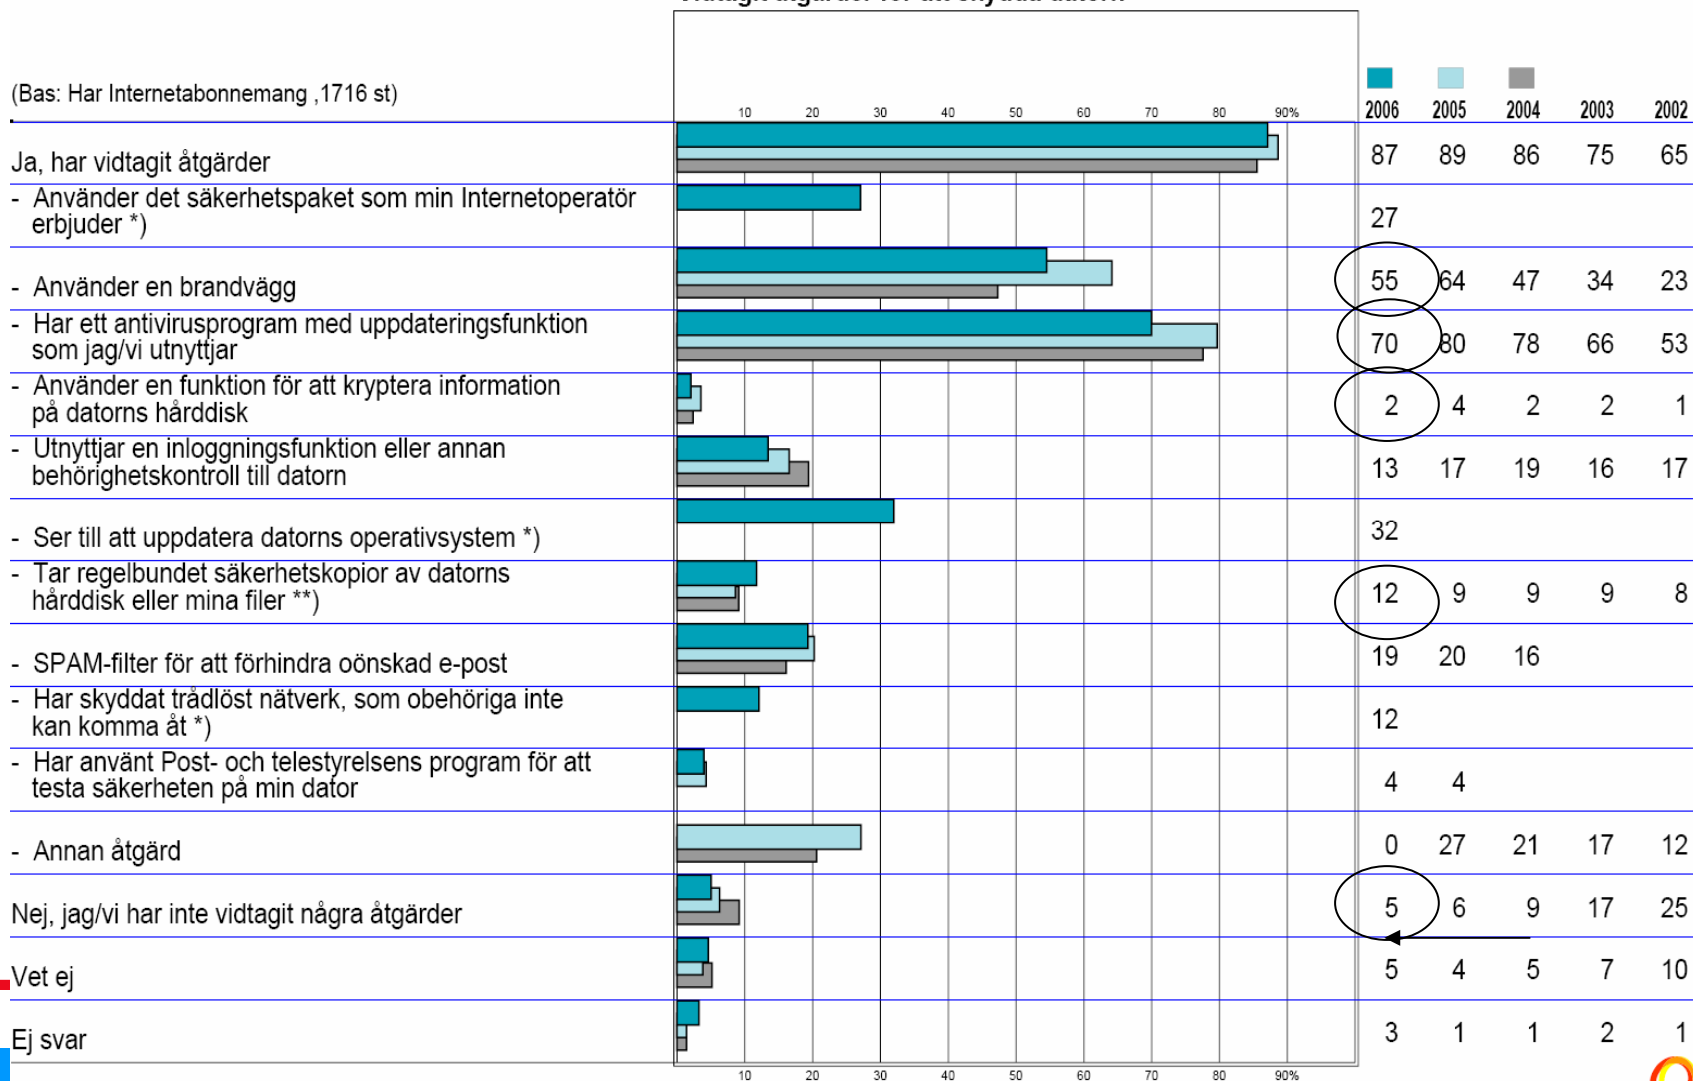 (Bas: Har Internetabonnemang ,1716 st)
10 20 30 40 50 60 70 80 90%
2006 2005 2004 2003 2002
Ja, har vidtagit åtgärder 87 89 86 75 65
- Använder det säkerhetspaket som min Internetoperatör
erbjuder *) 27
- Använder en brandvägg 55 64 47 34 23
- Har ett antivirusprogram med uppdateringsfunktion
som jag/vi utnyttjar 70 80 78 66 53
- Använder en funktion för att kryptera information
på datorns hårddisk 2 4 2 2 1
- Utnyttjar en inloggningsfunktion eller annan
behörighetskontroll till datorn 13 17 19 16 17
- Ser till att uppdatera datorns operativsystem *) 32
- Tar regelbundet säkerhetskopior av datorns
hårddisk eller mina filer **) 12 9 9 9 8
- SPAM-filter för att förhindra oönskad e-post 19 20 16
- Har skyddat trådlöst nätverk, som obehöriga inte
kan komma åt *) 12
- Har använt Post- och telestyrelsens program för att
testa säkerheten på min dator 4 4
- Annan åtgärd 0 27 21 17 12
Nej, jag/vi har inte vidtagit några åtgärder 5 6 9 17 25
Vet ej 5 4 5 7 10
Ej svar 3 1 1 2 1
10 20 30 40 50 60 70 80 90%